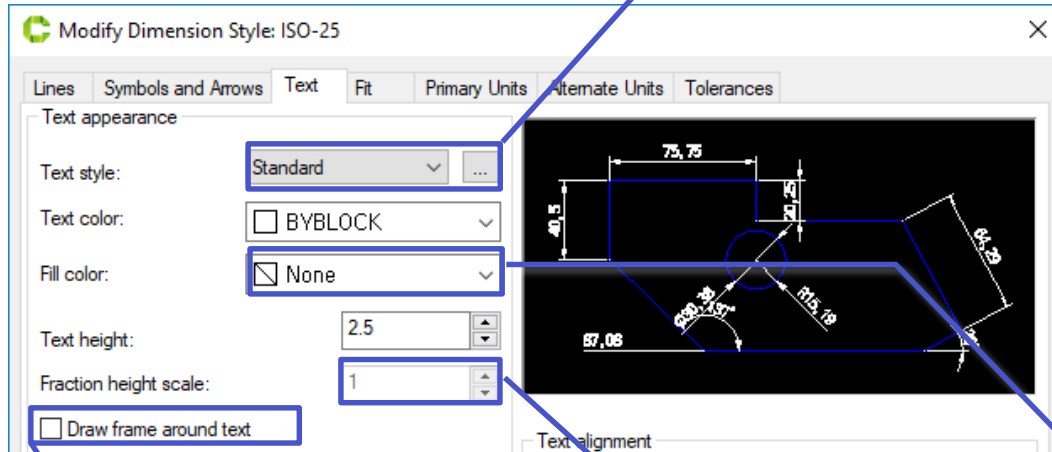 Modify Dimension Style: ISO-25
Lines Symbols and Arrows Text Fit Primary Units Alternate Units Tolerances
Text appearance
Text style: Standard ...
Text color: BYBLOCK
Fill color: None
Text height: 2.5
Fraction height scale: 1
Draw frame around text
75,75
40,5
20,25
64,29
R15,19
67,06
Text alignment